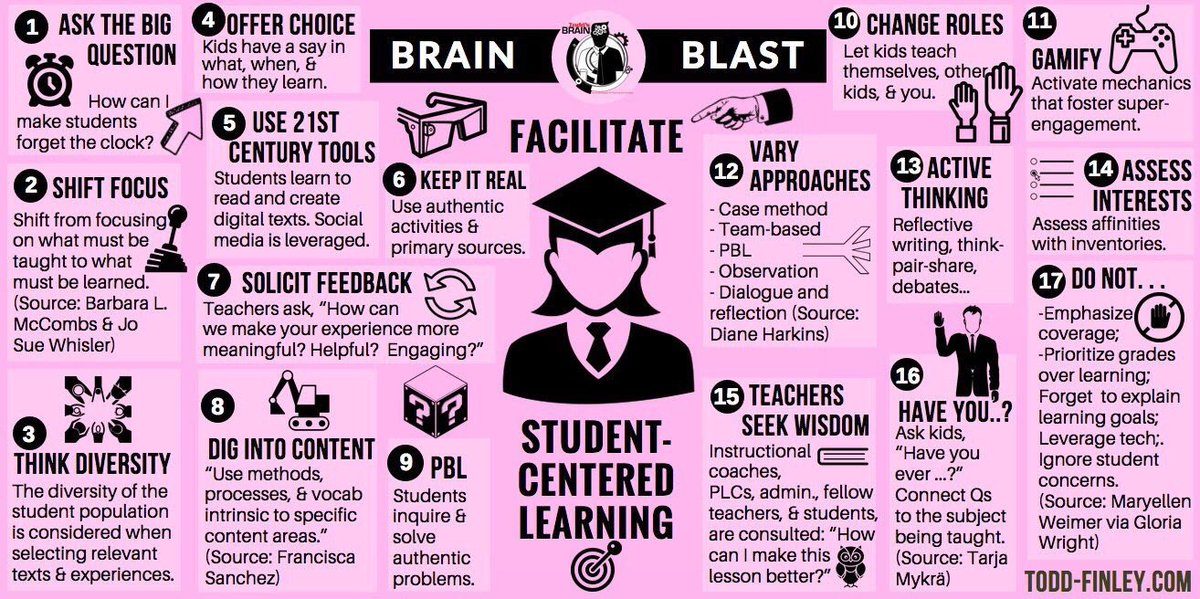 1 ASK THE BIG
QUESTION
How can I
make students
forget the clock?
2 SHIFT FOCUS
Shift from focusing
on what must be
taught to what
must be learned.
(Source: Barbara L.
McCombs & Jo
Sue Whisler)
3
THINK DIVERSITY
The diversity of the
student population
is considered when
selecting relevant
texts & experiences.
4 OFFER CHOICE
Kids have a say in
what, when, &
how they learn.
5 USE 21ST
CENTURY TOOLS
Students learn to
read and create
digital texts. Social
media is leveraged.
6 KEEP IT REAL
Use authentic
activities &
primary sources.
7 SOLICIT FEEDBACK
Teachers ask, “How can
we make your experience more
meaningful? Helpful? Engaging?”
8
DIG INTO CONTENT
“Use methods,
processes, & vocab
intrinsic to specific
content areas.”
(Source: Francisca
Sanchez)
? ?
9 PBL
Students
inquire &
solve
authentic
problems.
BRAIN BLAST
BRAIN
FACILITATE
STUDENT-
CENTERED
LEARNING
10 CHANGE ROLES
Let kids teach
themselves, other
kids, & you.
11
GAMIFY
Activate mechanics
that foster super-
engagement.
12 VARY
APPROACHES
- Case method
- Team-based
- PBL
- Observation
- Dialogue and
reflection (Source:
Diane Harkins)
13 ACTIVE
THINKING
Reflective
writing, think-
pair-share,
debates...
14 ASSESS
INTERESTS
Assess affinities
with inventories.
15 TEACHERS
SEEK WISDOM
Instructional
coaches,
PLCs, admin., fellow
teachers, & students,
are consulted: “How
can I make this
lesson better?”
16
HAVE YOU..?
Ask kids,
“Have you
ever ...?”
Connect Qs
to the subject
being taught.
(Source: Tarja
Mykrä)
17 DO NOT. . .
-Emphasize
coverage;
-Prioritize grades
over learning;
Forget to explain
learning goals;
Leverage tech;.
Ignore student
concerns.
(Source: Maryellen
Weimer via Gloria
Wright)
TODD-FINLEY.COM